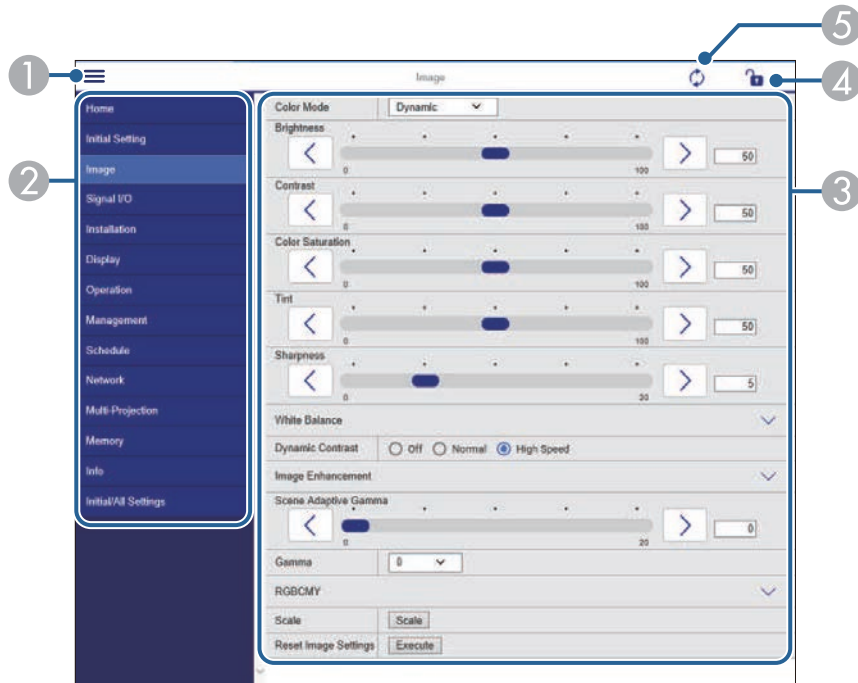 5
1
Image
4
2
Home
Initial Setting
Image
Signal I/O
Installation
Display
Operation
Management
Schedule
Network
Multi-Projection
Memory
Info
Initial/All Settings
3
Color Mode Dynamic
Brightness
50
0 100
Contrast
50
0 100
Color Saturation
50
0 100
Tint
50
0 100
Sharpness
5
0 20
White Balance
Dynamic Contrast Off Normal High Speed
Image Enhancement
Scene Adaptive Gamma
0
0 20
Gamma 0
RGBCMY
Scale Scale
Reset Image Settings Execute